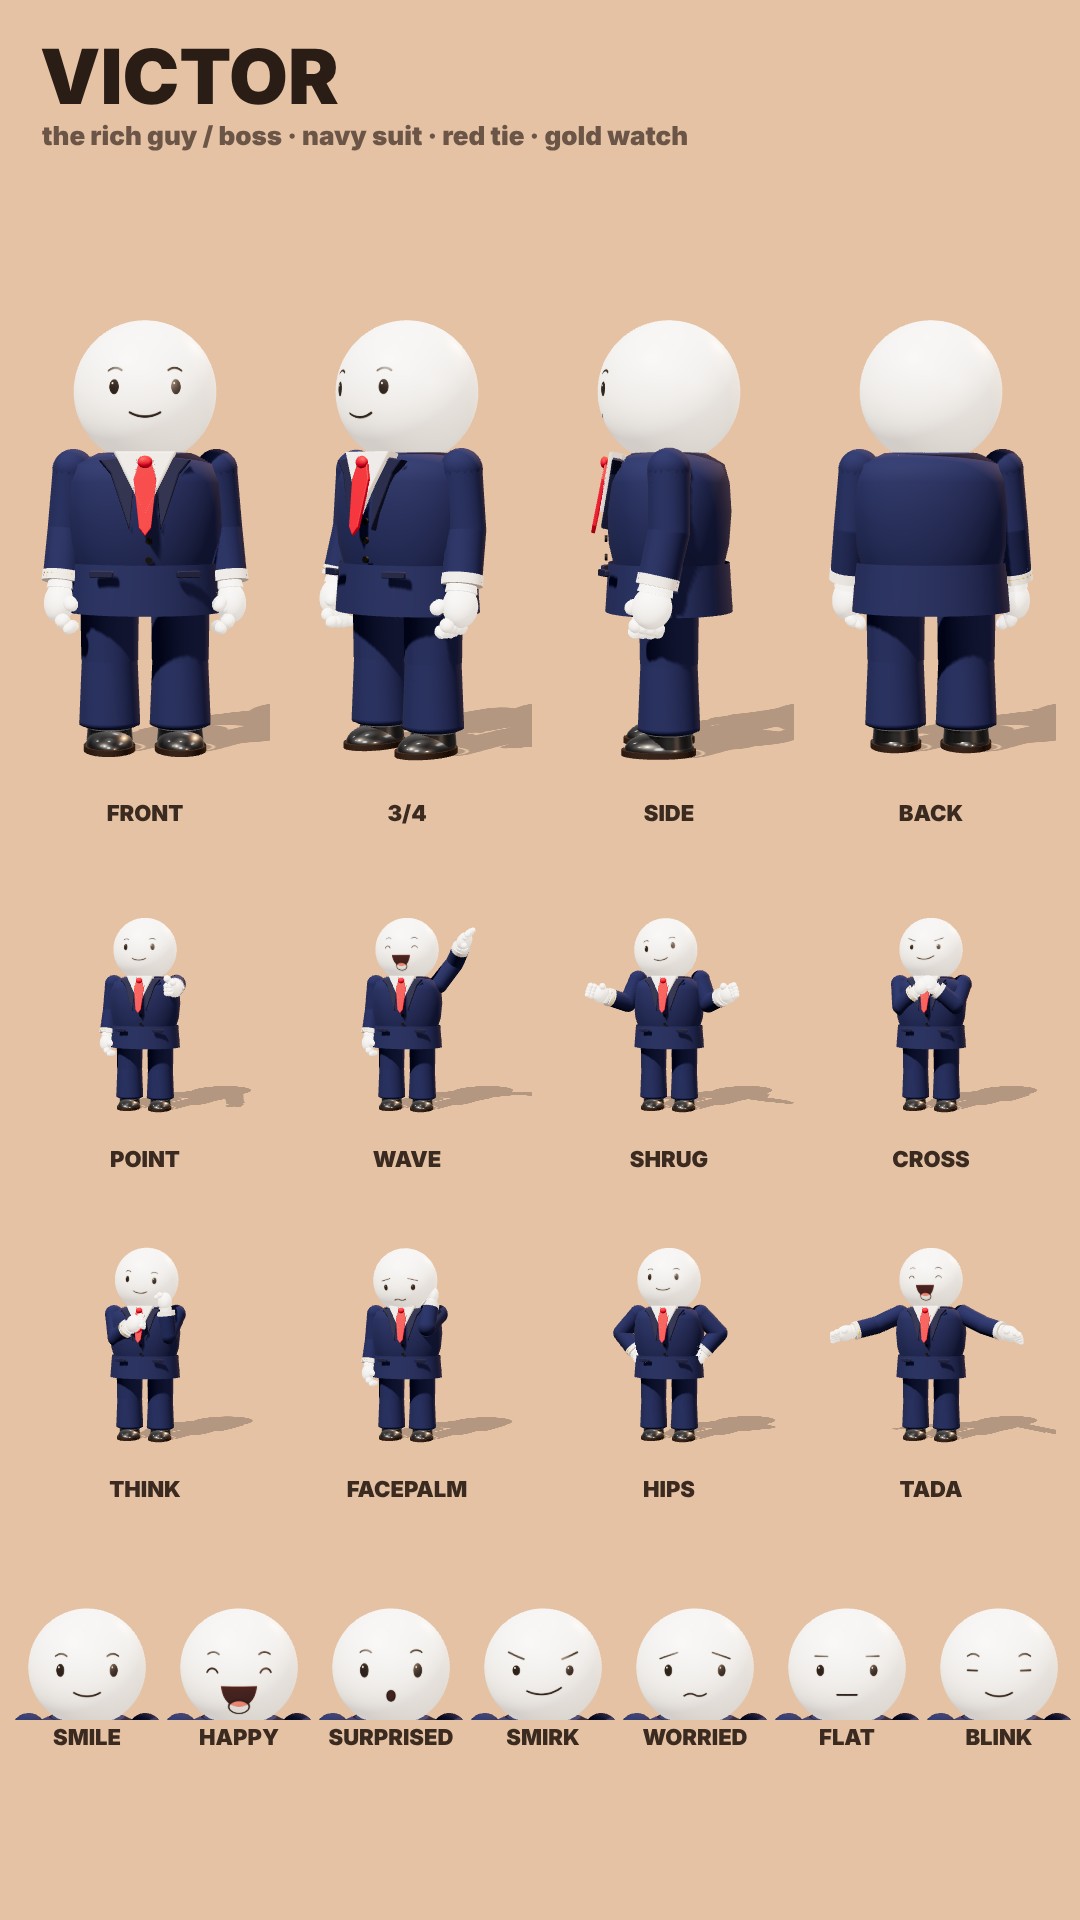 VICTOR
the rich guy / boss · navy suit · red tie · gold watch
FRONT
3/4
SIDE
BACK
POINT
WAVE
SHRUG
CROSS
THINK
FACEPALM
HIPS
TADA
SMILE
HAPPY
SURPRISED
SMIRK
WORRIED
FLAT
BLINK